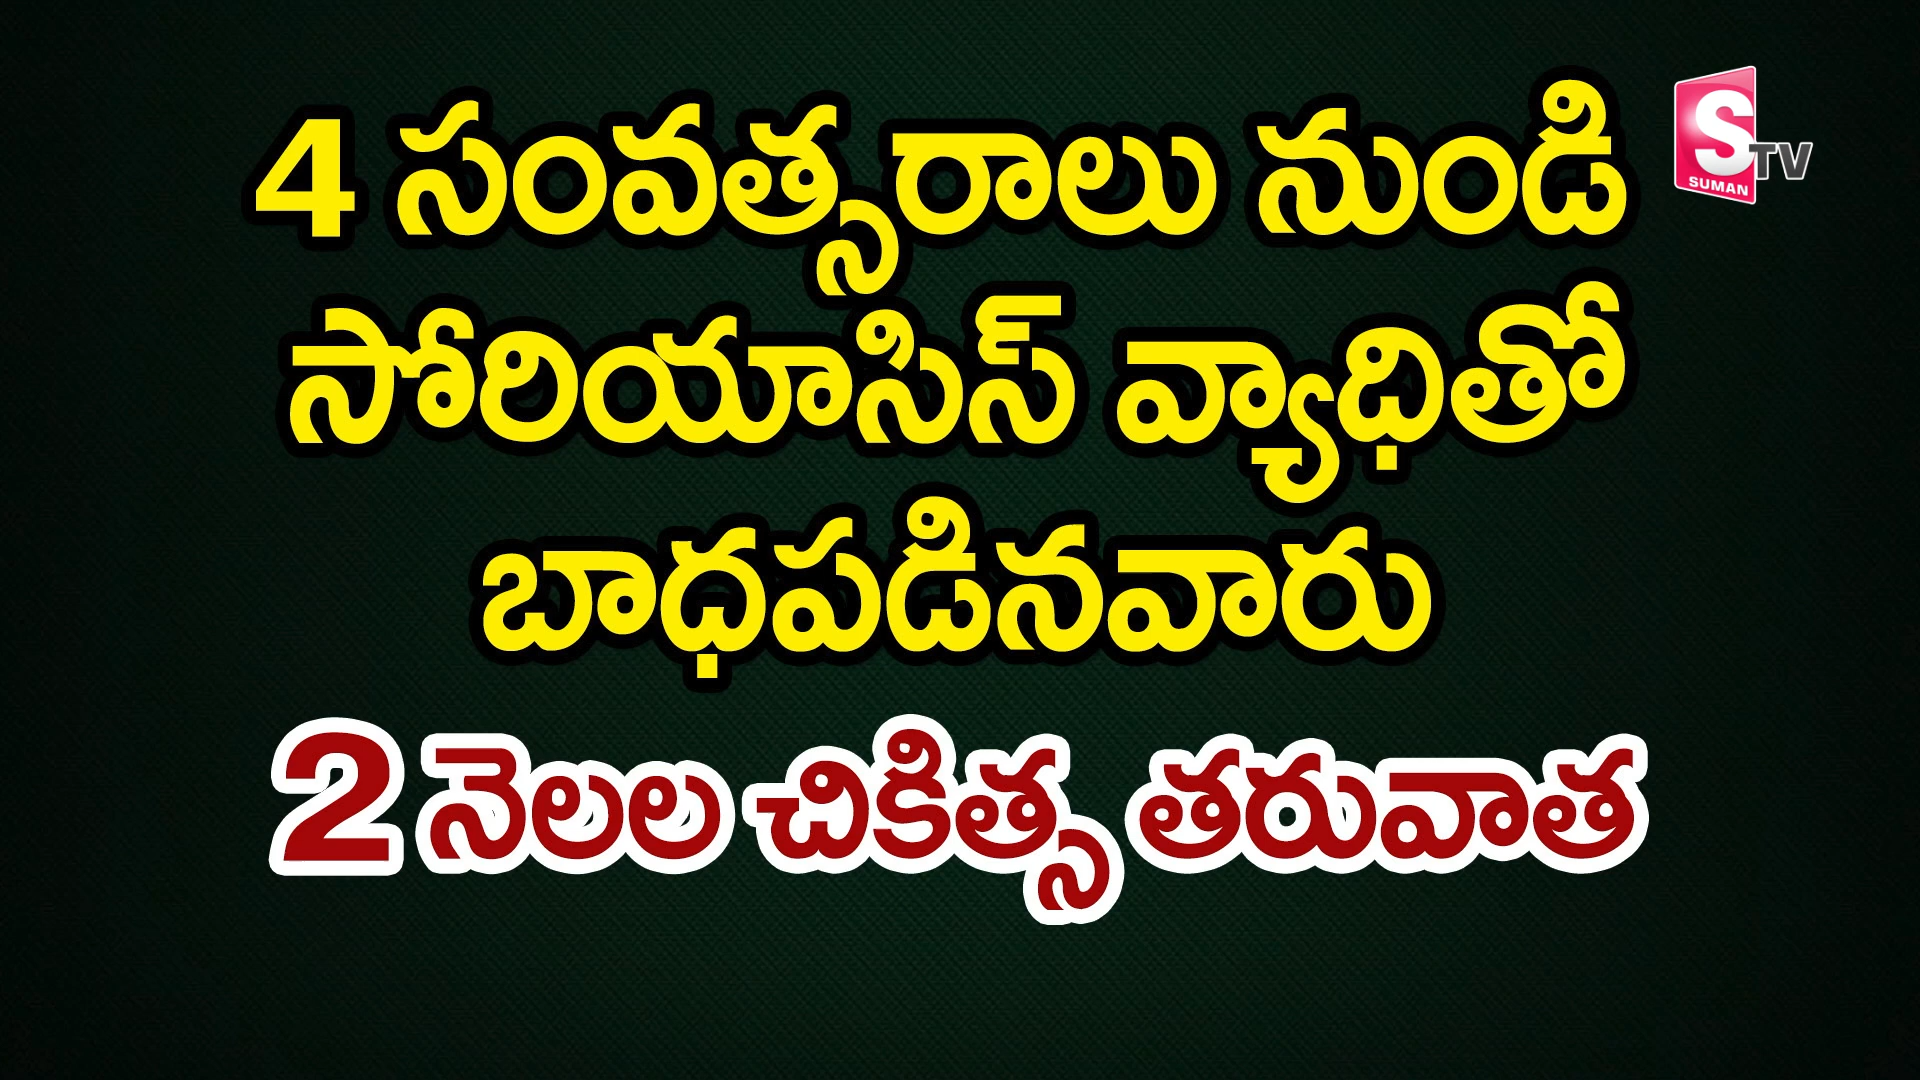 4 సంవత్సరాలు నుండి
S TV
SUMAN
సోరియాసిస్ వ్యాధితో
బాధపడినవారు
2 నెలల చికిత్స తరువాత